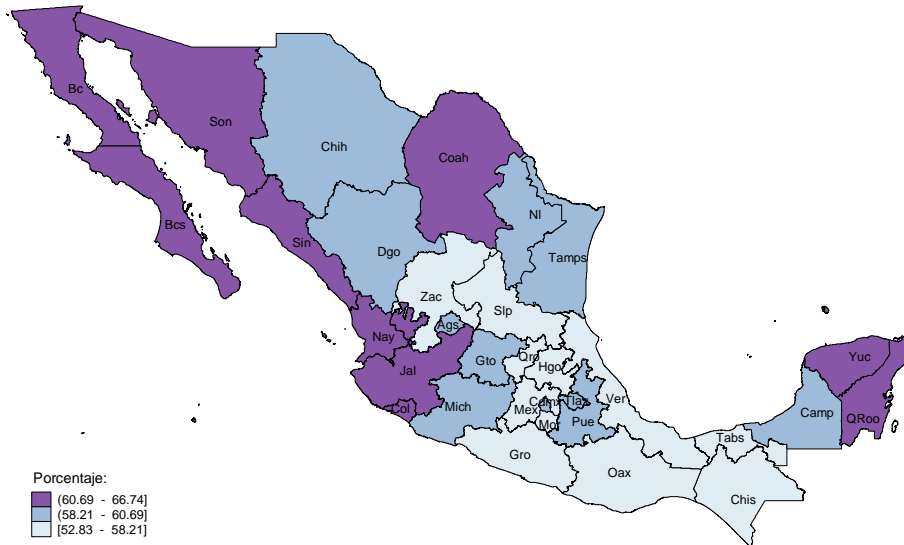 Bc
Son
Chih
Coah
Bcs
Sin
Nl
Dgo
Tamps
Zac
Slp
Ags
Nay
Jal
Gto
Qro
Hgo
Yuc
Col
Mich
Mex
Cdmx
Tlax
Ver
Camp
QRoo
Mor
Pue
Tabs
Gro
Oax
Chis
Porcentaje:
(60.69 - 66.74]
(58.21 - 60.69]
[52.83 - 58.21]